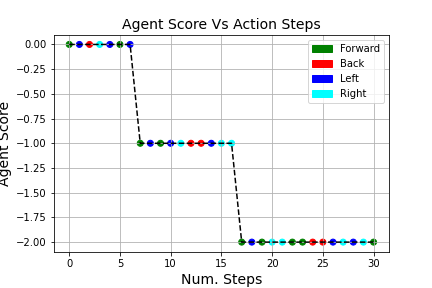 Agent Score Vs Action Steps
0.00
−0.25
−0.50
−0.75
−1.00
−1.25
−1.50
−1.75
−2.00
Agent Score
Forward
Back
Left
Right
0 5 10 15 20 25 30
Num. Steps